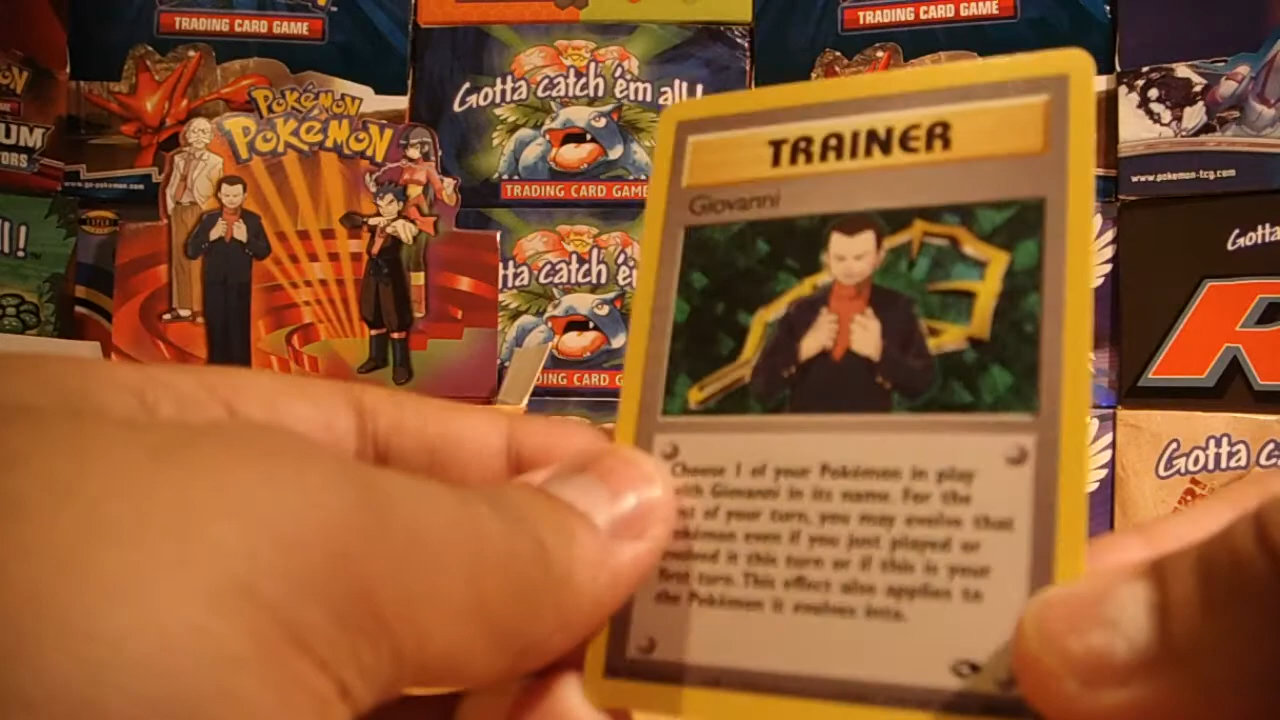 TRADING CARD GAME
TRADING CARD GAME
POKéMON
POKéMON
Gotta catch 'em all!
TRADING CARD GAME
www.pokemon-tcg.com
catch
DING CARD
Gotta
Gotta
TRAINER
Giovanni
Choose 1 of your Pokémon in play
with Giovanni in its name. For the
of your turn, you may evolve that
Pokémon even if you just played or
evolved it this turn or if this is your
first turn. This effect also applies to
the Pokémon it evolves into.